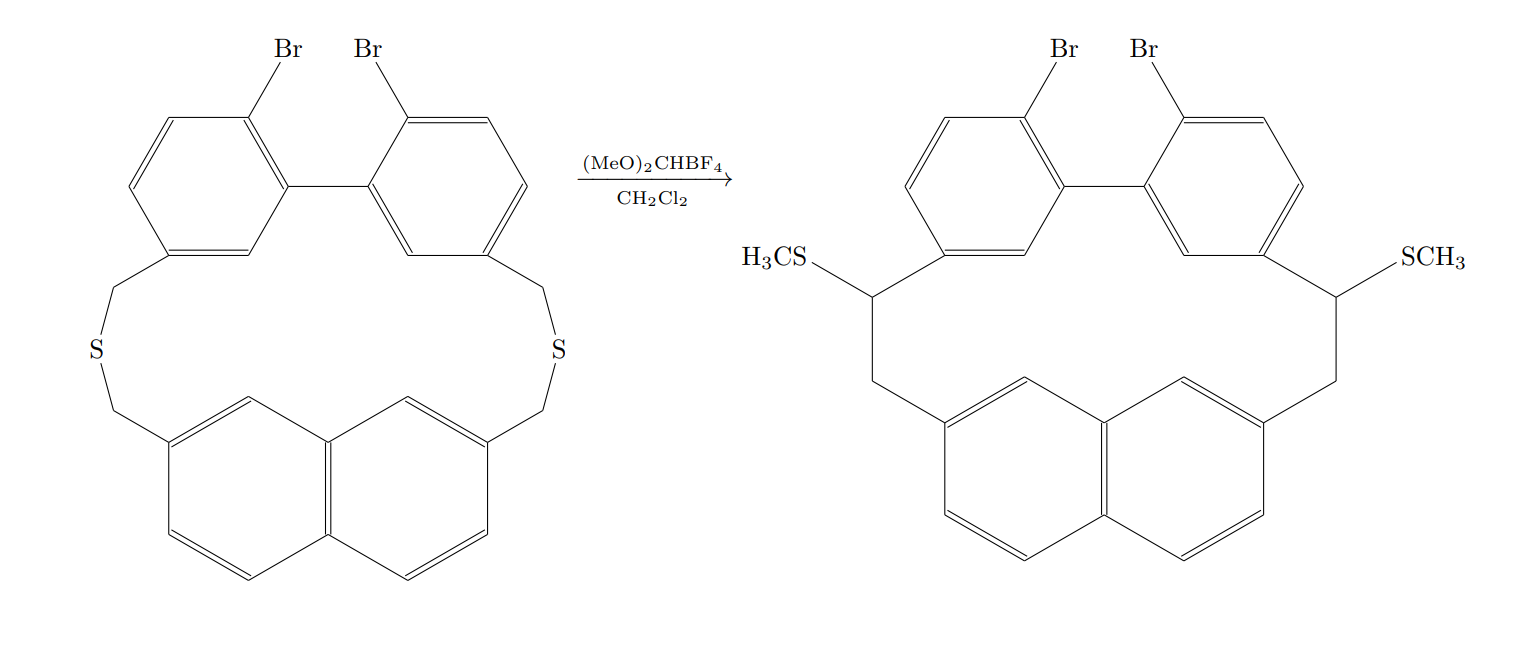 Br Br Br Br
(MeO)₂CHBF₄
CH₂Cl₂
H₃CS SCH₃
S S